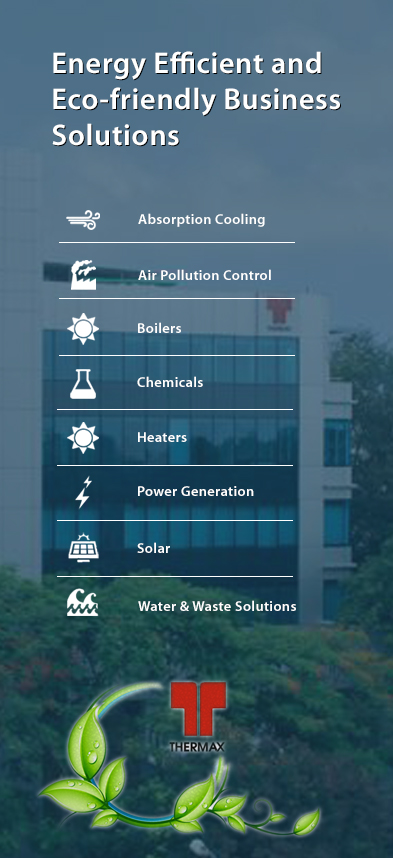 Energy Efficient and
Eco-friendly Business
Solutions
Absorption Cooling
Air Pollution Control
Boilers
Chemicals
Heaters
Power Generation
Solar
Water & Waste Solutions
THERMAX